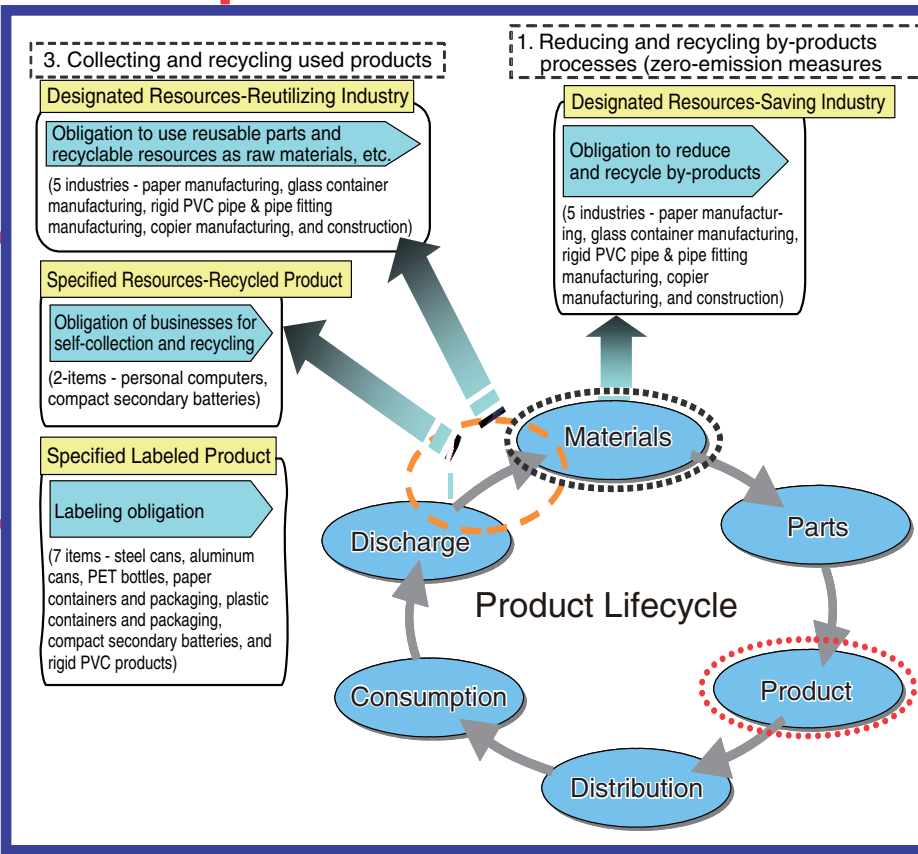 3. Collecting and recycling used products
Designated Resources-Reutilizing Industry
Obligation to use reusable parts and
recyclable resources as raw materials, etc.
(5 industries - paper manufacturing, glass container
manufacturing, rigid PVC pipe & pipe fitting
manufacturing, copier manufacturing, and construction)
Specified Resources-Recycled Product
Obligation of businesses for
self-collection and recycling
(2-items - personal computers,
compact secondary batteries)
Specified Labeled Product
Labeling obligation
(7 items - steel cans, aluminum
cans, PET bottles, paper
containers and packaging, plastic
containers and packaging,
compact secondary batteries, and
rigid PVC products)
1. Reducing and recycling by-products
processes (zero-emission measures
Designated Resources-Saving Industry
Obligation to reduce
and recycle by-products
(5 industries - paper manufactur-
ing, glass container manufacturing,
rigid PVC pipe & pipe fitting
manufacturing, copier
manufacturing, and construction)
Materials
Parts
Discharge
Product Lifecycle
Product
Consumption
Distribution